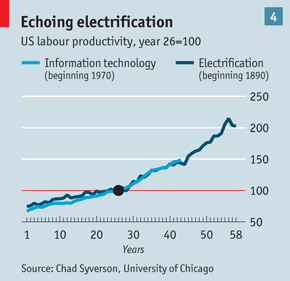 Echoing electrification
4
US labour productivity, year 26=100
Information technology
(beginning 1970)
Electrification
(beginning 1890)
250
200
150
100
50
1 10 20 30 40 50 58
Years
Source: Chad Syverson, University of Chicago